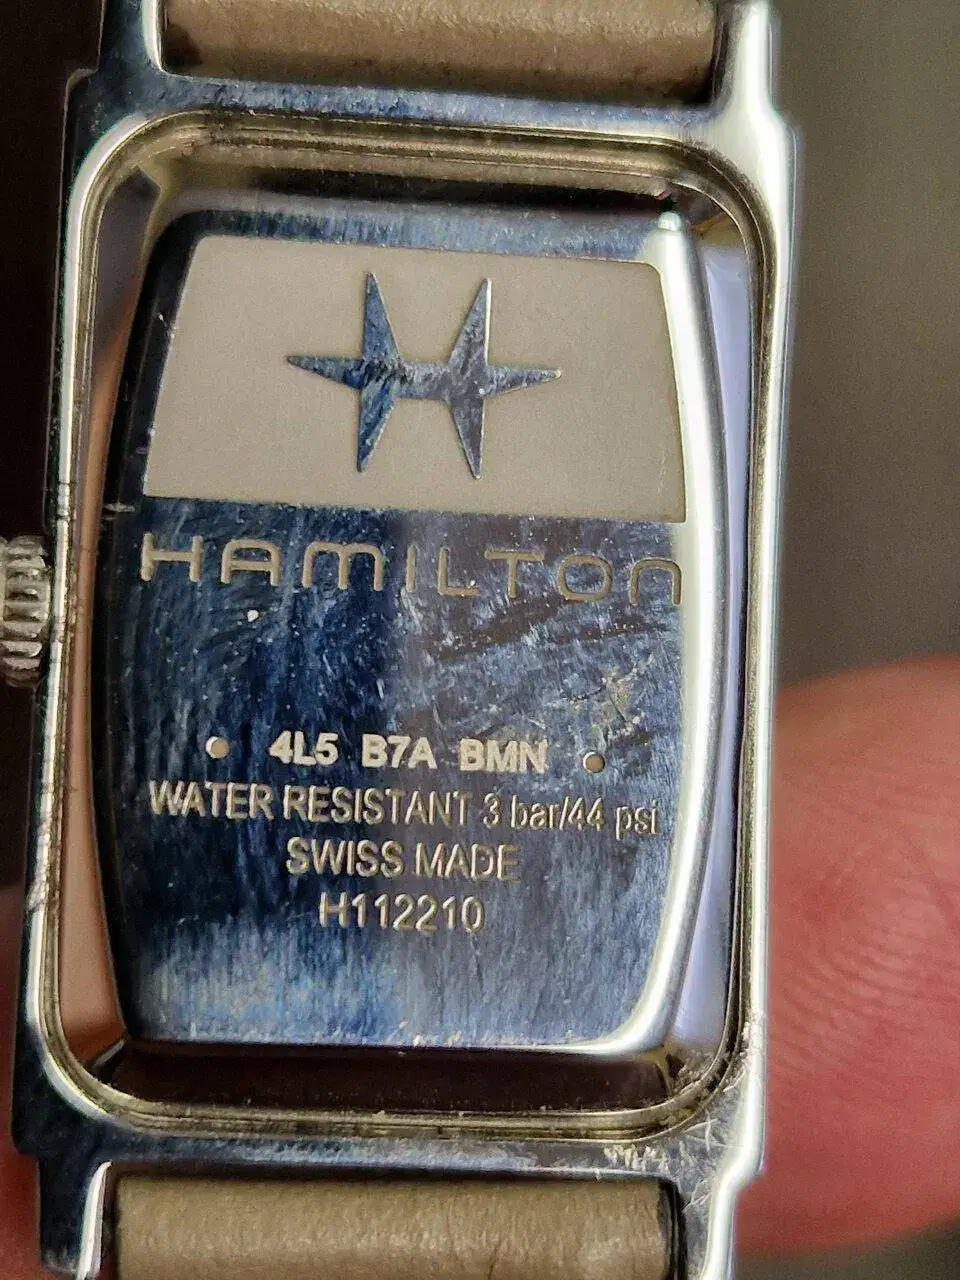 HAMILTON
4L5 B7A BMN
WATER RESISTANT 3 bar/44 psi
SWISS MADE
H112210